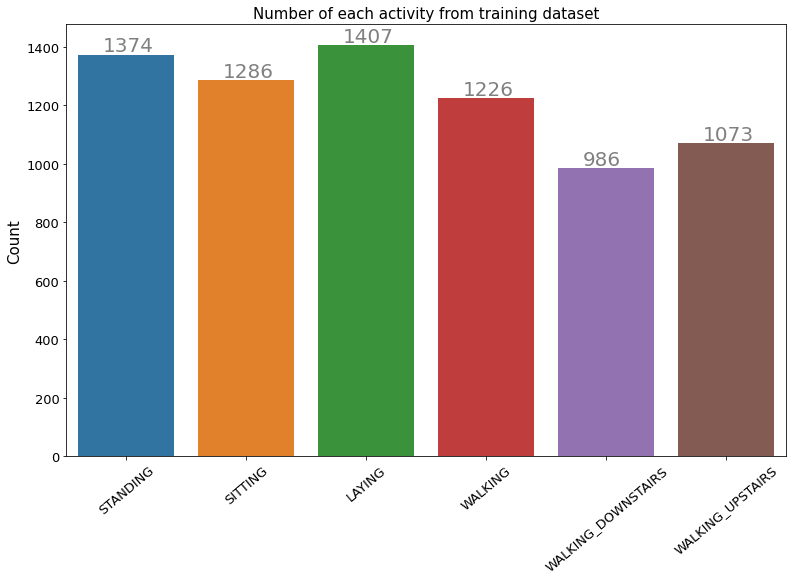 Number of each activity from training dataset
Count
1400
1200
1000
800
600
400
200
0
1374
1286
1407
1226
986
1073
STANDING
SITTING
LAYING
WALKING
WALKING_DOWNSTAIRS
WALKING_UPSTAIRS